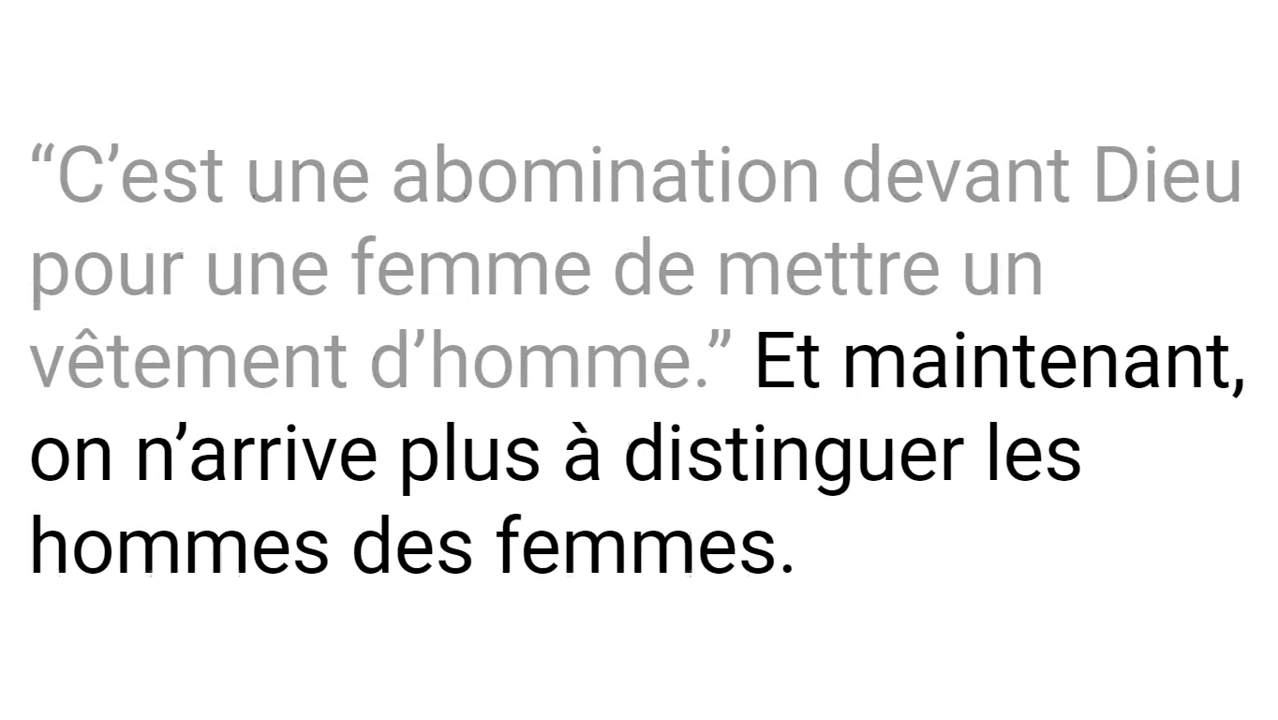 “C’est une abomination devant Dieu
pour une femme de mettre un
vêtement d’homme.” Et maintenant,
on n’arrive plus à distinguer les
hommes des femmes.